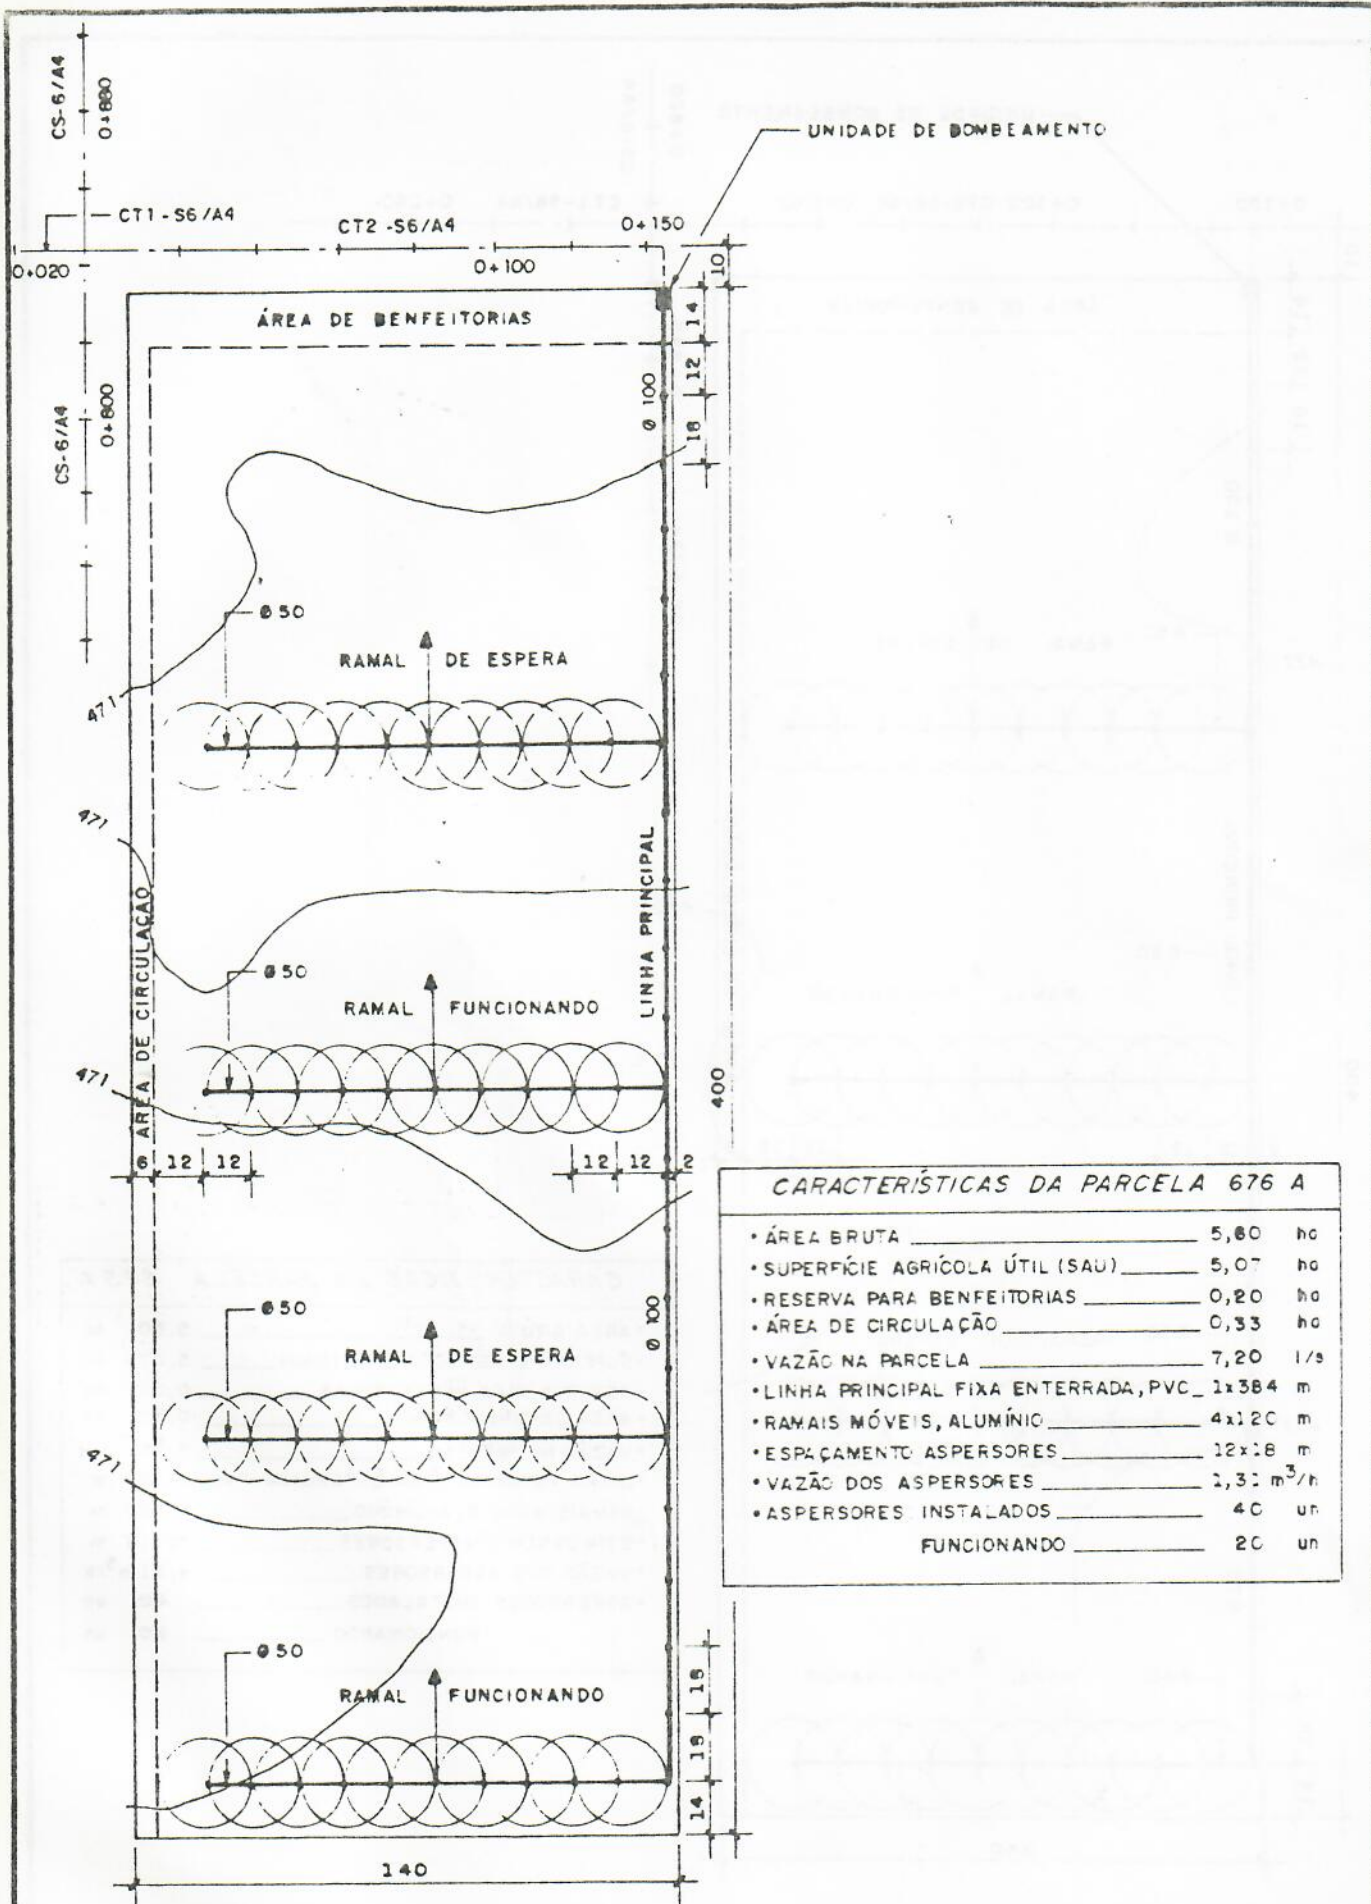 CS-6/A4
0+880
UNIDADE DE BOMBEAMENTO
CT1-S6/A4
CT2-S6/A4
0+150
0+020
0+100
10
ÁREA DE BENFEITORIAS
14
12
18
Ø 100
CS-6/A4
0+800
Ø 50
RAMAL DE ESPERA
471
471
LINHA PRINCIPAL
ÁREA DE CIRCULAÇÃO
Ø 50
RAMAL FUNCIONANDO
471
400
6 12 12 12 12 2
CARACTERÍSTICAS DA PARCELA 676 A
• ÁREA BRUTA 5,60 ha
• SUPERFÍCIE AGRÍCOLA ÚTIL (SAU) 5,07 ha
• RESERVA PARA BENFEITORIAS 0,20 ha
• ÁREA DE CIRCULAÇÃO 0,33 ha
• VAZÃO NA PARCELA 7,20 l/s
• LINHA PRINCIPAL FIXA ENTERRADA, PVC 1x384 m
• RAMAIS MÓVEIS, ALUMÍNIO 4x120 m
• ESPAÇAMENTO ASPERSORES 12x18 m
• VAZÃO DOS ASPERSORES 1,31 m³/h
• ASPERSORES INSTALADOS 40 un
FUNCIONANDO 20 un
Ø 50
Ø 100
RAMAL DE ESPERA
471
Ø 50
RAMAL FUNCIONANDO
18
18
14
140